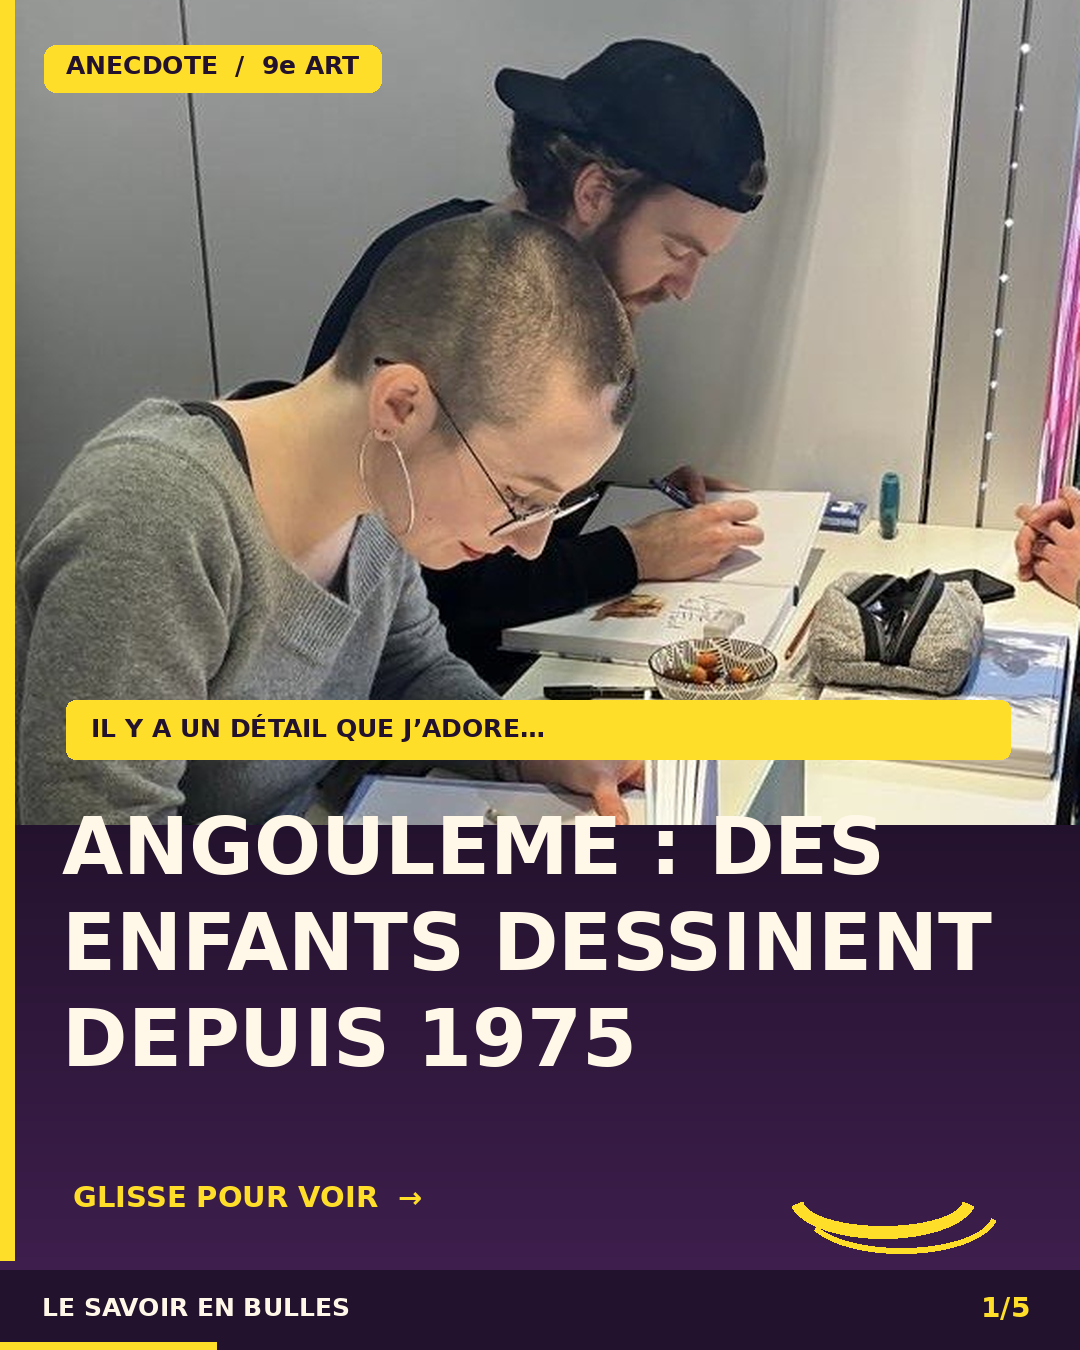 ANECDOTE / 9e ART
IL Y A UN DÉTAIL QUE J’ADORE…
ANGOULEME : DES
ENFANTS DESSINENT
DEPUIS 1975
GLISSE POUR VOIR →
LE SAVOIR EN BULLES
1/5